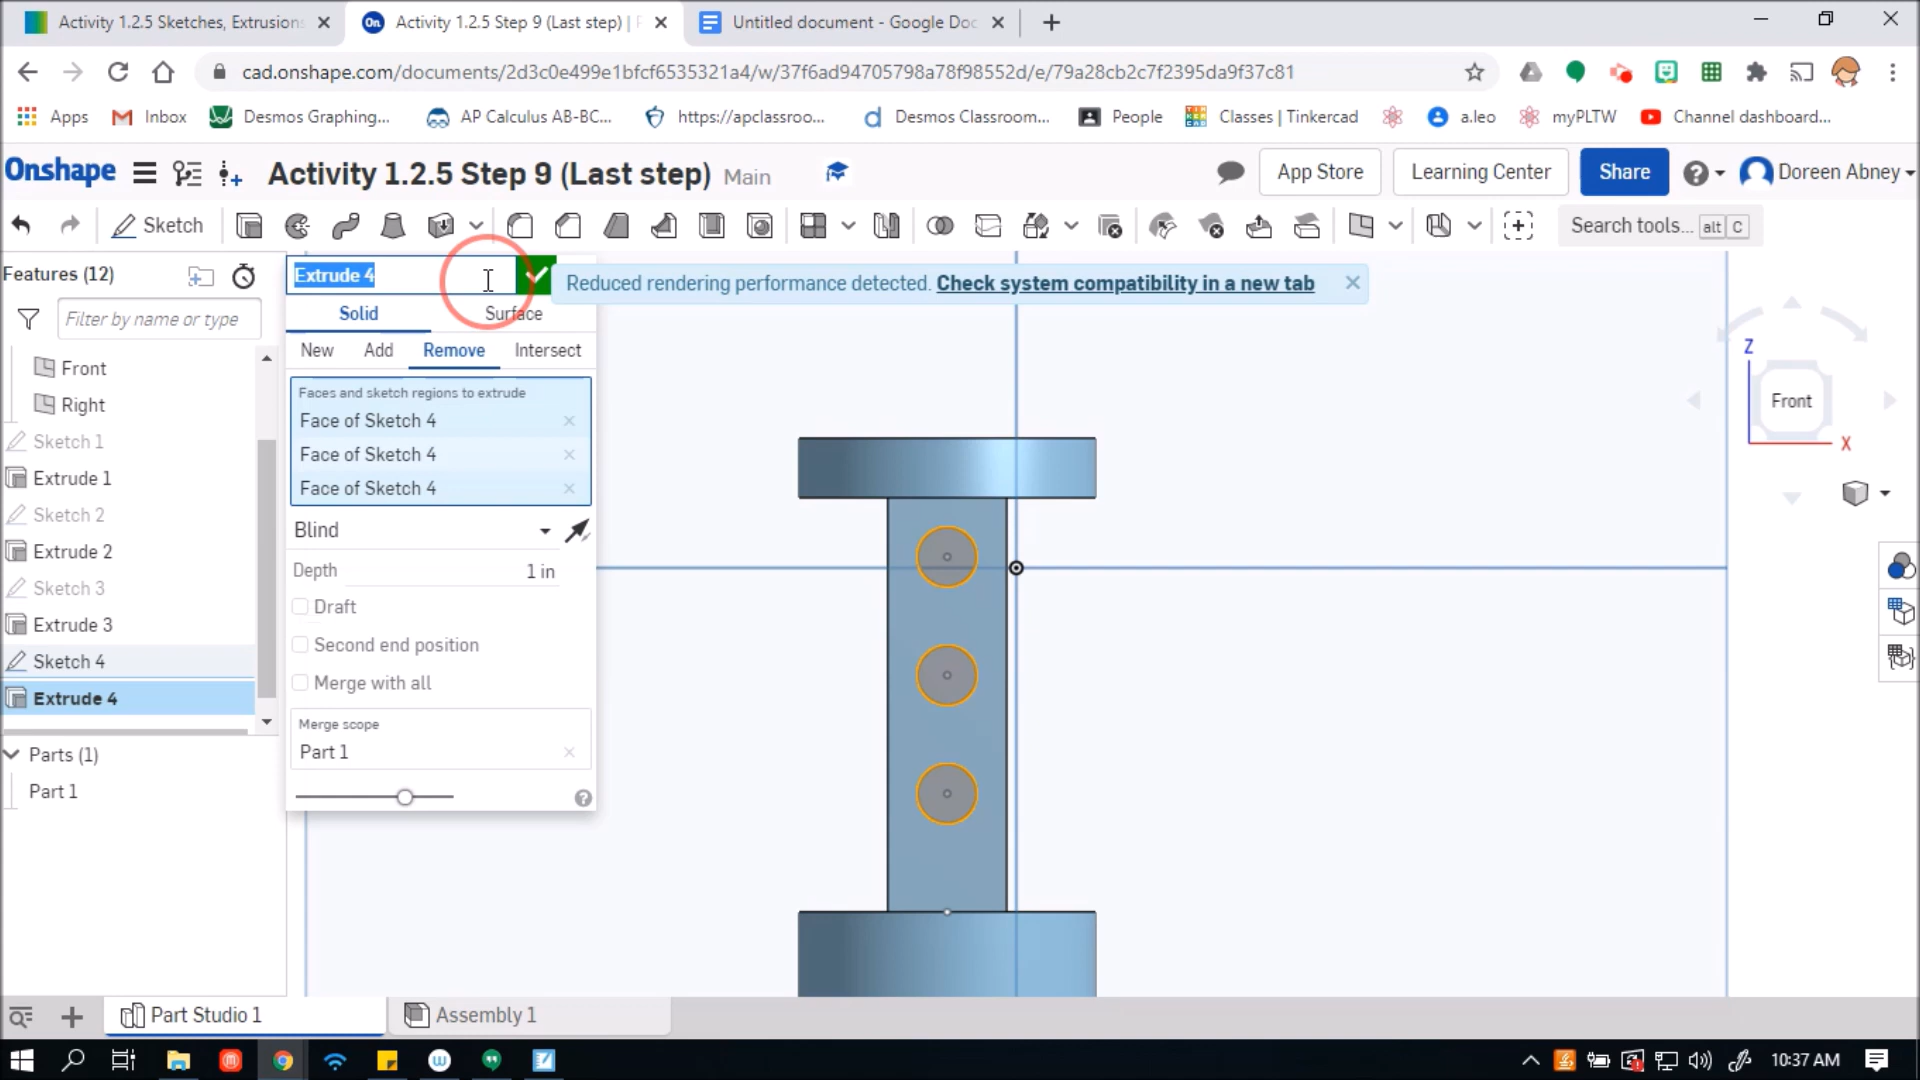 Activity 1.2.5 Sketches, Extrusions
Activity 1.2.5 Step 9 (Last step) | P
Untitled document - Google Doc
cad.onshape.com/documents/2d3c0e499e1bfcf6535321a4/w/37f6ad94705798a78f98552d/e/79a28cb2c7f2395da9f37c81
Apps
Inbox
Desmos Graphing...
AP Calculus AB-BC...
https://apclassroo...
Desmos Classroom...
People
Classes | Tinkercad
a.leo
myPLTW
Channel dashboard...
Onshape
Activity 1.2.5 Step 9 (Last step) Main
App Store
Learning Center
Share
Doreen Abney
Sketch
Search tools... alt C
Features (12)
Filter by name or type
Front
Right
Sketch 1
Extrude 1
Sketch 2
Extrude 2
Sketch 3
Extrude 3
Sketch 4
Extrude 4
Parts (1)
Part 1
Extrude 4
Solid
Surface
New
Add
Remove
Intersect
Faces and sketch regions to extrude
Face of Sketch 4
Face of Sketch 4
Face of Sketch 4
Blind
Depth
1 in
Draft
Second end position
Merge with all
Merge scope
Part 1
Reduced rendering performance detected. Check system compatibility in a new tab
Z
Front
X
Part Studio 1
Assembly 1
10:37 AM